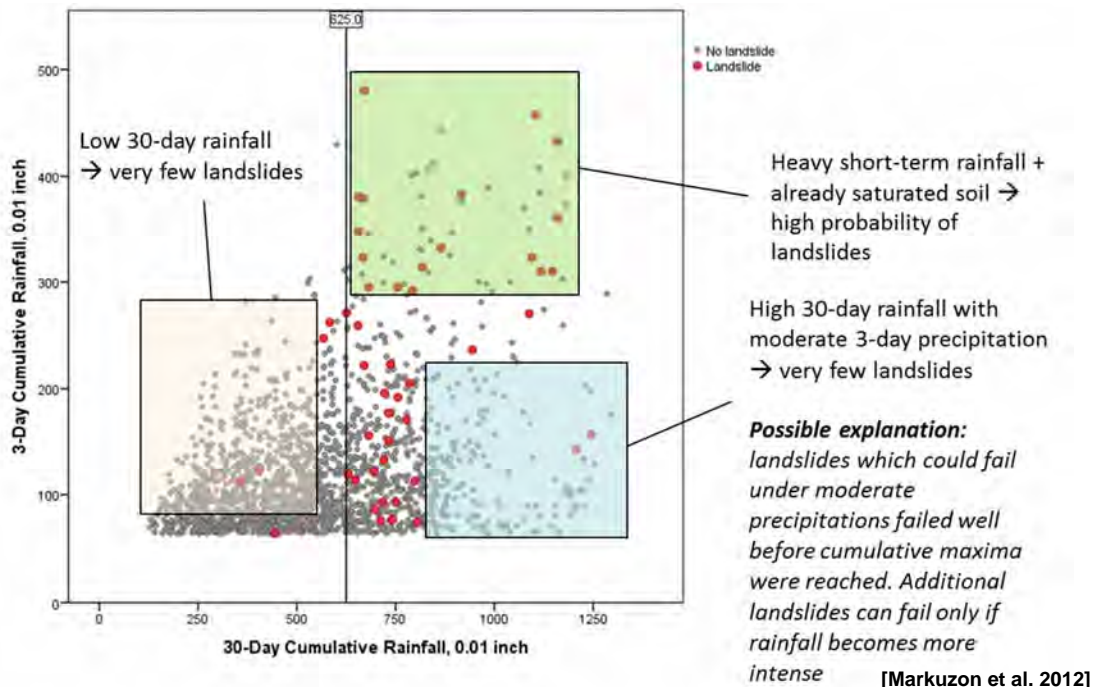 625.0
500
400
300
200
100
0
3-Day Cumulative Rainfall, 0.01 inch
0 250 500 750 1000 1250
30-Day Cumulative Rainfall, 0.01 inch
No landslide
Landslide
Low 30-day rainfall
→ very few landslides
Heavy short-term rainfall +
already saturated soil →
high probability of
landslides
High 30-day rainfall with
moderate 3-day precipitation
→ very few landslides
Possible explanation:
landslides which could fail
under moderate
precipitations failed well
before cumulative maxima
were reached. Additional
landslides can fail only if
rainfall becomes more
intense
[Markuzon et al. 2012]